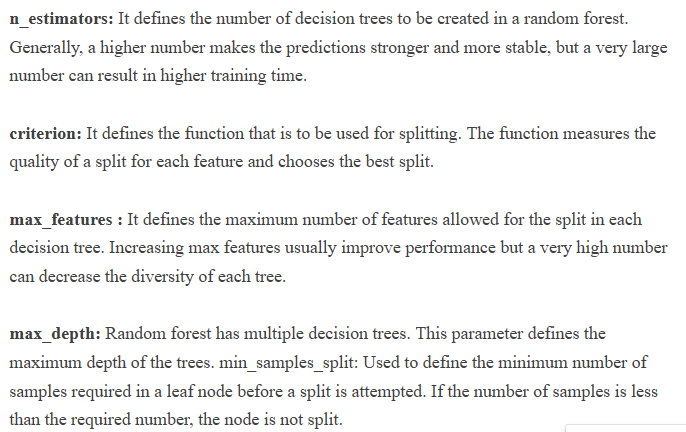 n_estimators: It defines the number of decision trees to be created in a random forest.
Generally, a higher number makes the predictions stronger and more stable, but a very large
number can result in higher training time.
criterion: It defines the function that is to be used for splitting. The function measures the
quality of a split for each feature and chooses the best split.
max_features : It defines the maximum number of features allowed for the split in each
decision tree. Increasing max features usually improve performance but a very high number
can decrease the diversity of each tree.
max_depth: Random forest has multiple decision trees. This parameter defines the
maximum depth of the trees. min_samples_split: Used to define the minimum number of
samples required in a leaf node before a split is attempted. If the number of samples is less
than the required number, the node is not split.